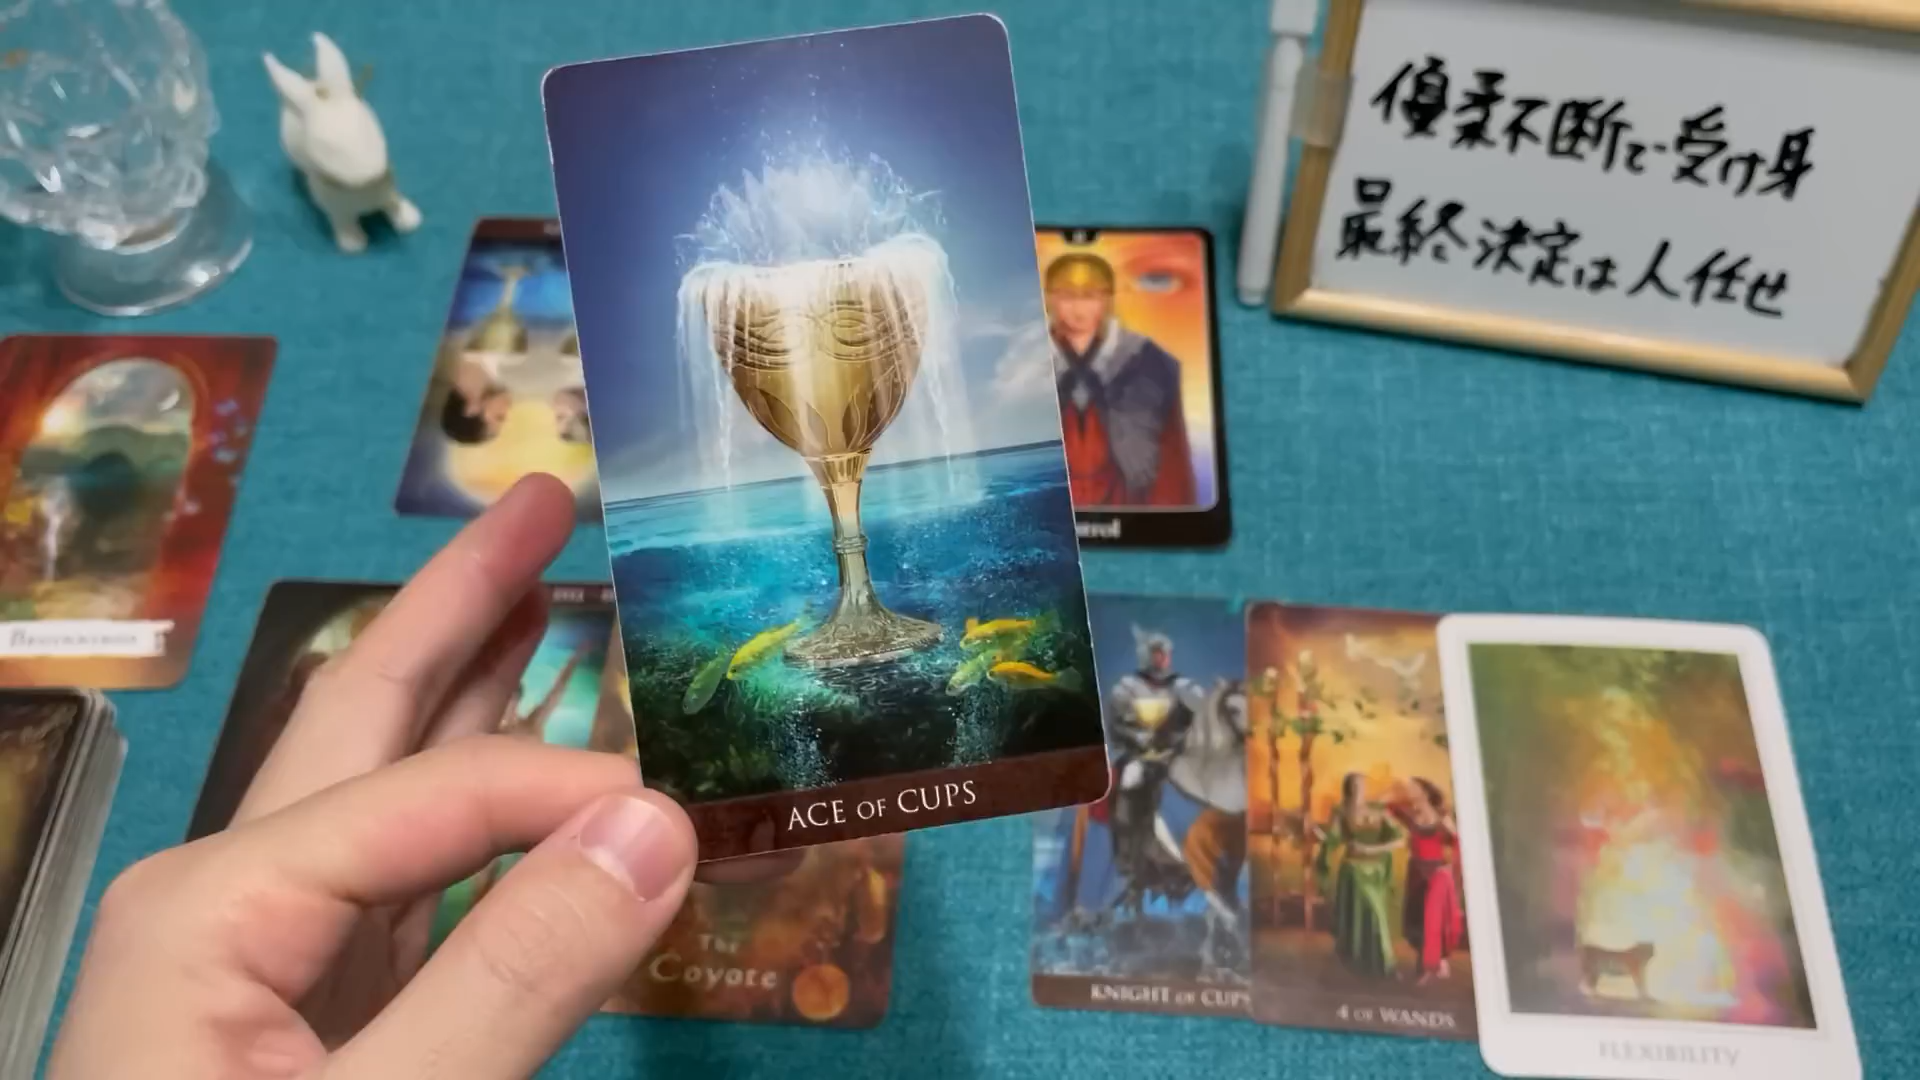 優柔不断で受け身
最終決定は人任せ
ACE OF CUPS
BEGINNINGS
The
Coyote
KNIGHT OF CUPS
4 OF WANDS
FLEXIBILITY